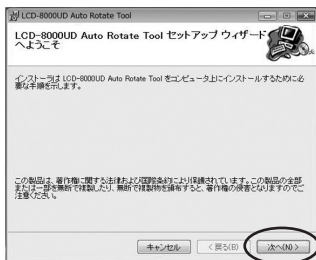 LCD-8000UD Auto Rotate Tool
LCD-8000UD Auto Rotate Tool セットアップ ウィザード
へようこそ
インストーラは LCD-8000UD Auto Rotate Tool をコンピュータ上にインストールするために必
要な手順を示します。
この製品は、著作権に関する法律および国際条約により保護されています。この製品の全部
または一部を無断で複製したり、無断で複製物を頒布すると、著作権の侵害となりますのでご
注意ください。
キャンセル
< 戻る(B)
次へ(N) >